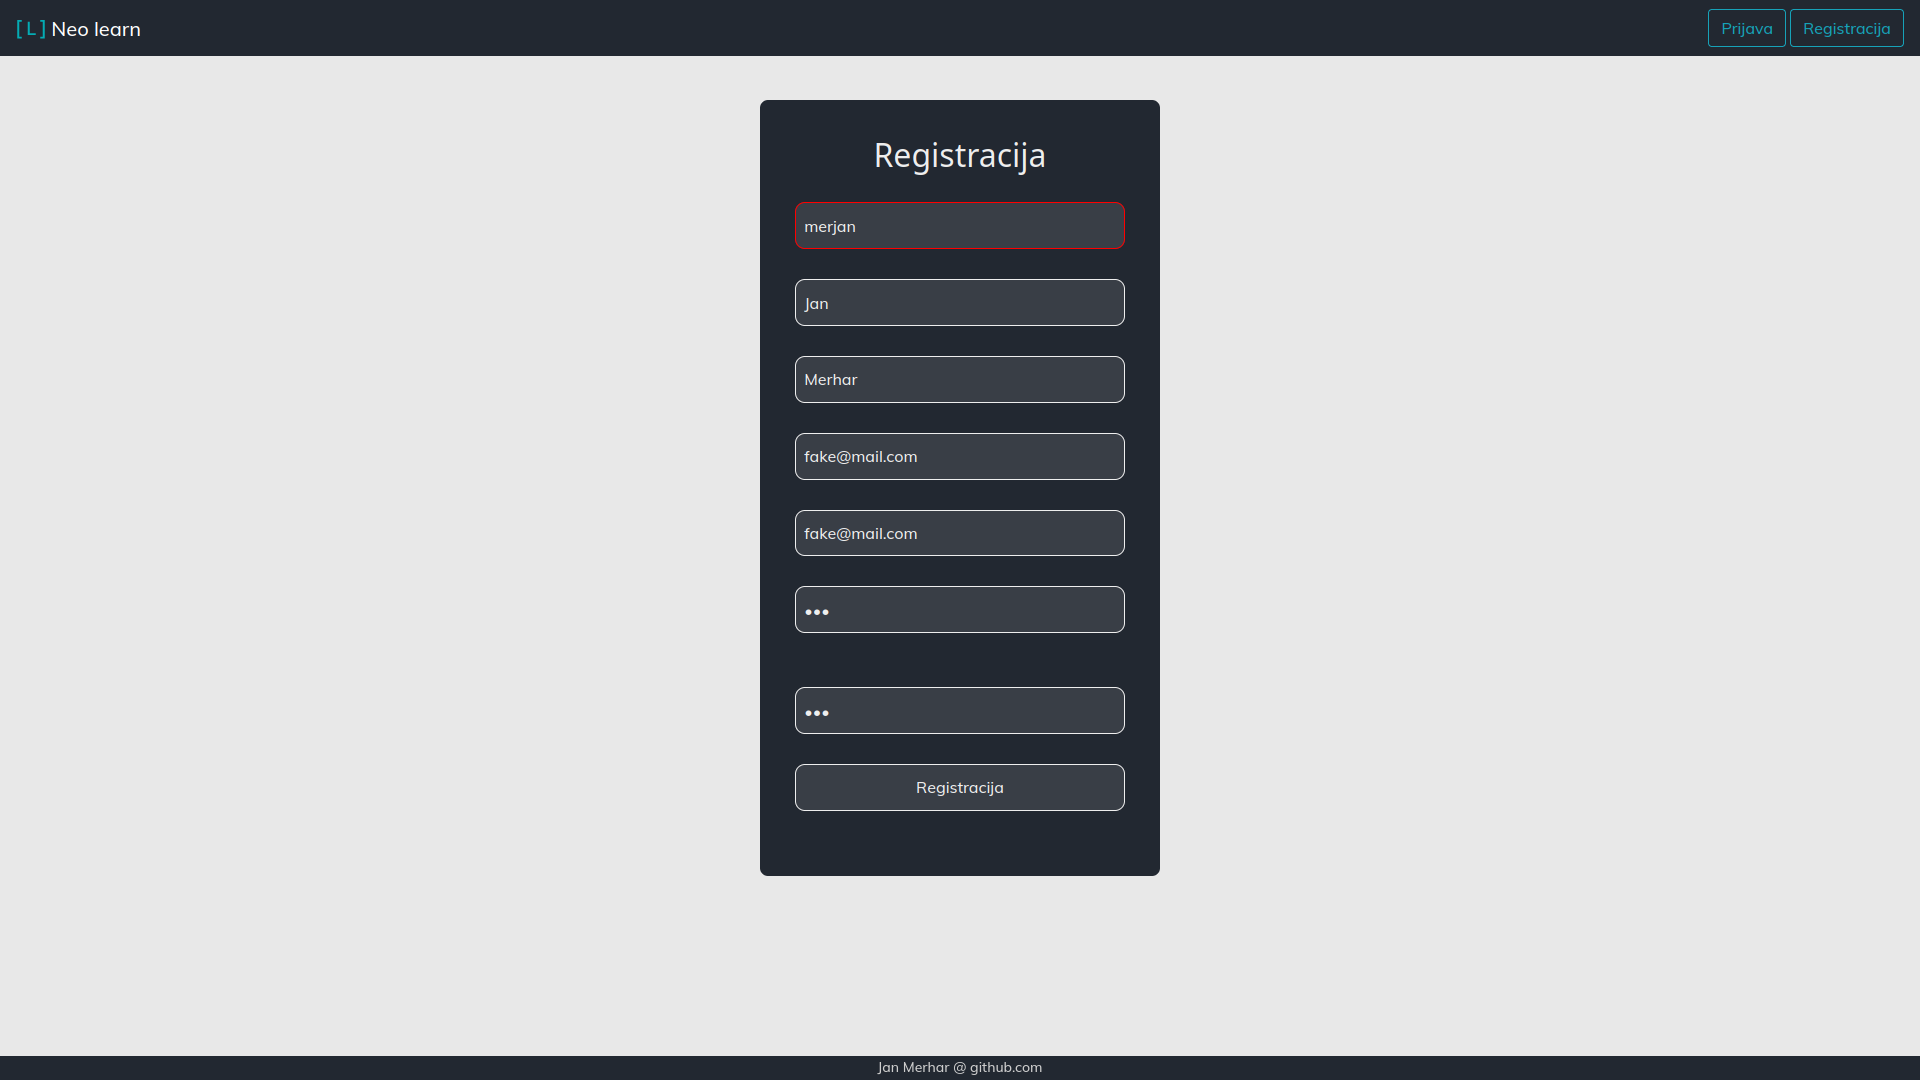 [L] Neo learn
Prijava
Registracija
Registracija
merjan
Jan
Merhar
fake@mail.com
fake@mail.com
•••
•••
Registracija
Jan Merhar @ github.com